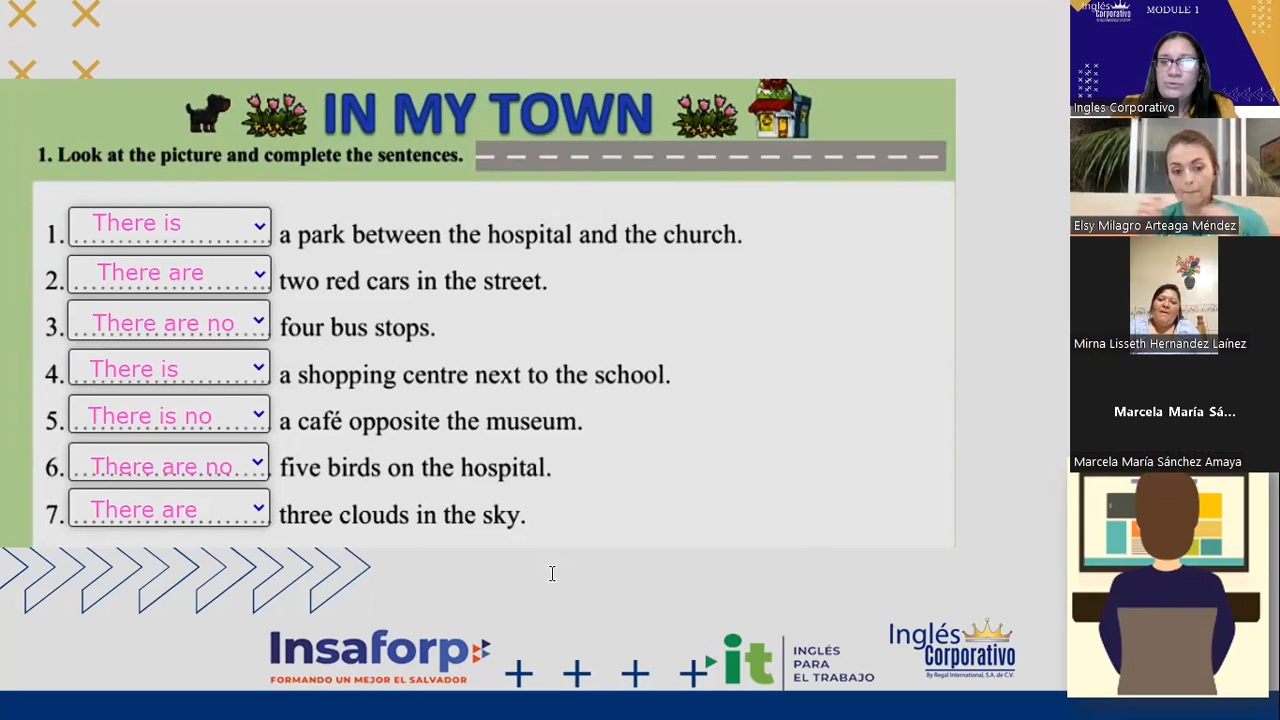 IN MY TOWN
1. Look at the picture and complete the sentences.
1. There is a park between the hospital and the church.
2. There are two red cars in the street.
3. There are no four bus stops.
4. There is a shopping centre next to the school.
5. There is no a café opposite the museum.
6. There are no five birds on the hospital.
7. There are three clouds in the sky.
Insaforp
FORMANDO UN MEJOR EL SALVADOR
it
INGLÉS
PARA
EL TRABAJO
Inglés
Corporativo
By Regal International, S.A. de C.V.
Inglés
Corporativo
MODULE 1
Ingles Corporativo
Elsy Milagro Arteaga Méndez
Mirna Lisseth Hernandez Laínez
Marcela María Sá...
Marcela María Sánchez Amaya